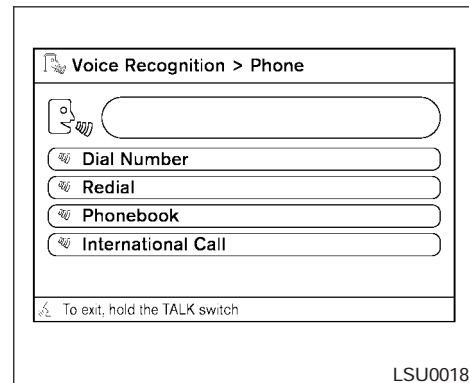 Voice Recognition > Phone
Dial Number
Redial
Phonebook
International Call
To exit, hold the TALK switch
LSU0018